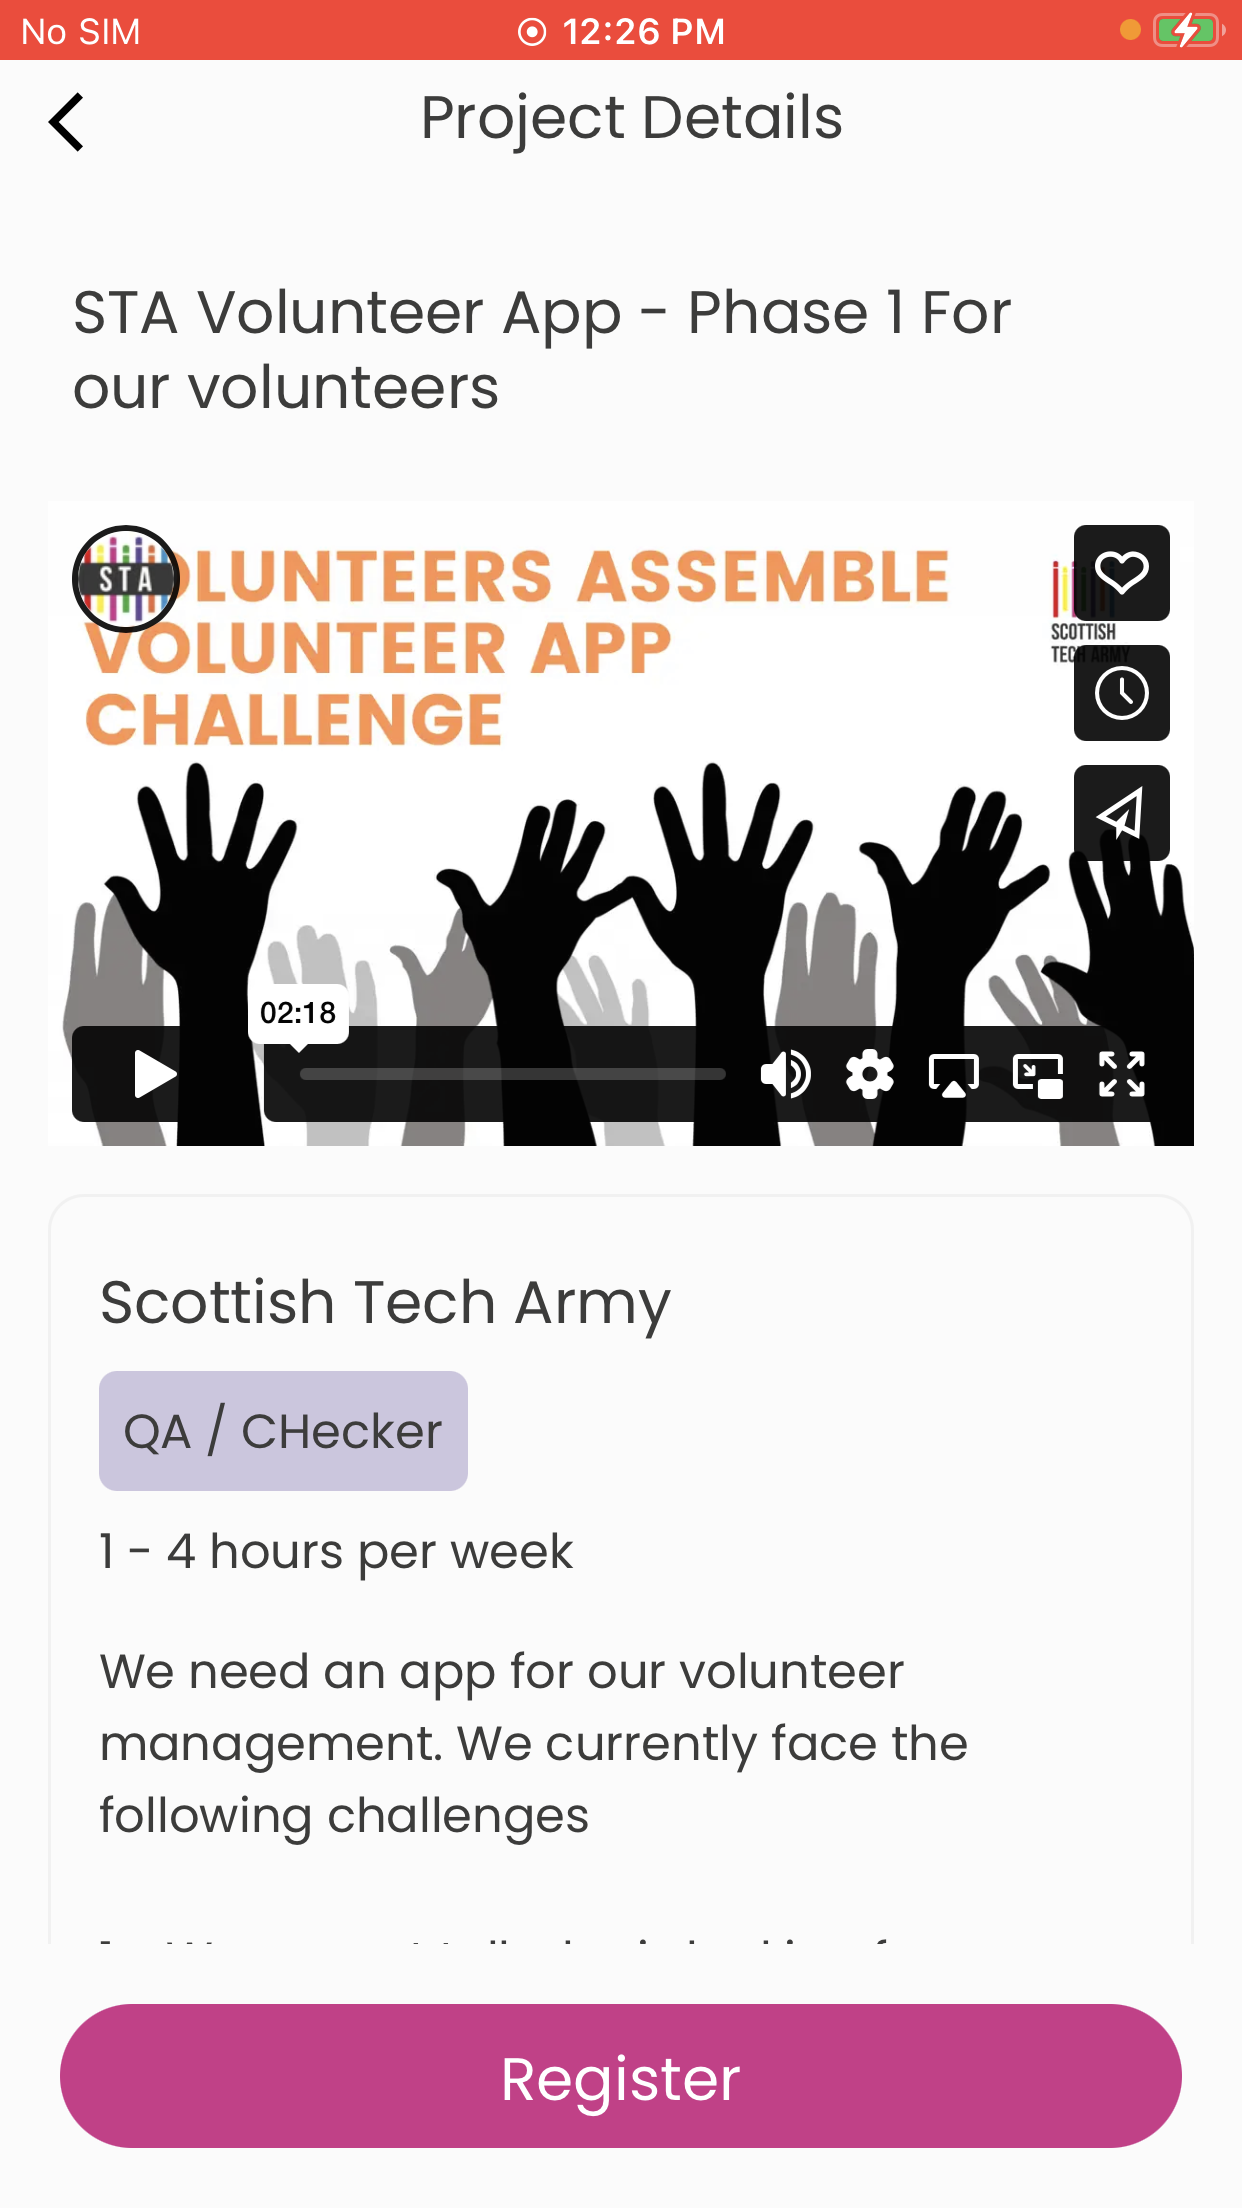 No SIM
12:26 PM
Project Details
STA Volunteer App - Phase 1 For
our volunteers
STA
LUNTEERS ASSEMBLE
VOLUNTEER APP
CHALLENGE
SCOTTISH
TECH ARMY
02:18
Scottish Tech Army
QA / CHecker
1 - 4 hours per week
We need an app for our volunteer
management. We currently face the
following challenges
Register